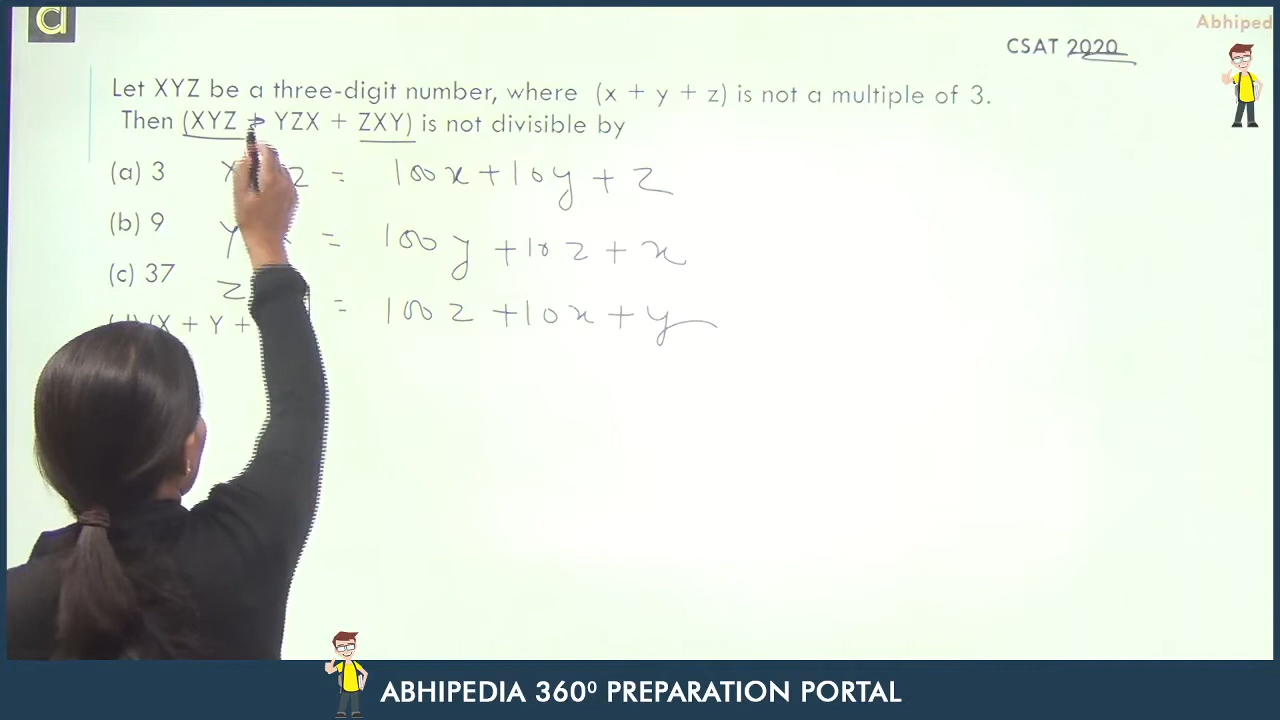 Abhiped
CSAT 2020
Let XYZ be a three-digit number, where (x + y + z) is not a multiple of 3.
Then (XYZ + YZX + ZXY) is not divisible by
(a) 3
= 100x + 10y + z
(b) 9
= 100y + 10z + x
(c) 37
z = 100z + 10x + y
(X + Y +
ABHIPEDIA 360⁰ PREPARATION PORTAL